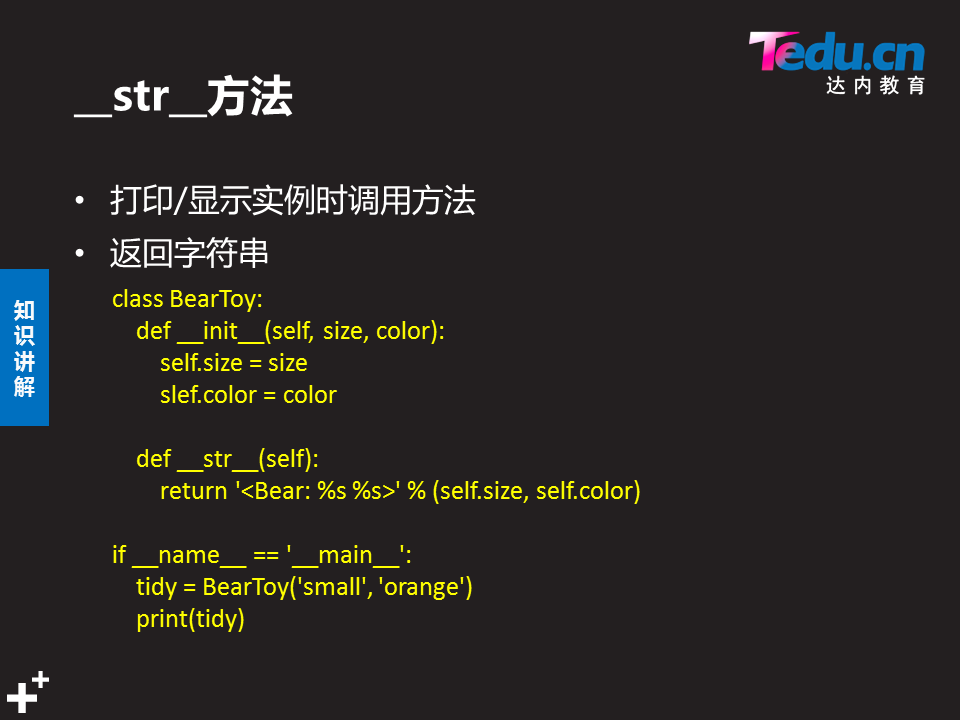 Tedu.cn
达内教育
__str__方法
• 打印/显示实例时调用方法
• 返回字符串
知识讲解
class BearToy:
    def __init__(self, size, color):
        self.size = size
        slef.color = color
    def __str__(self):
        return '<Bear: %s %s>' % (self.size, self.color)
if __name__ == '__main__':
    tidy = BearToy('small', 'orange')
    print(tidy)